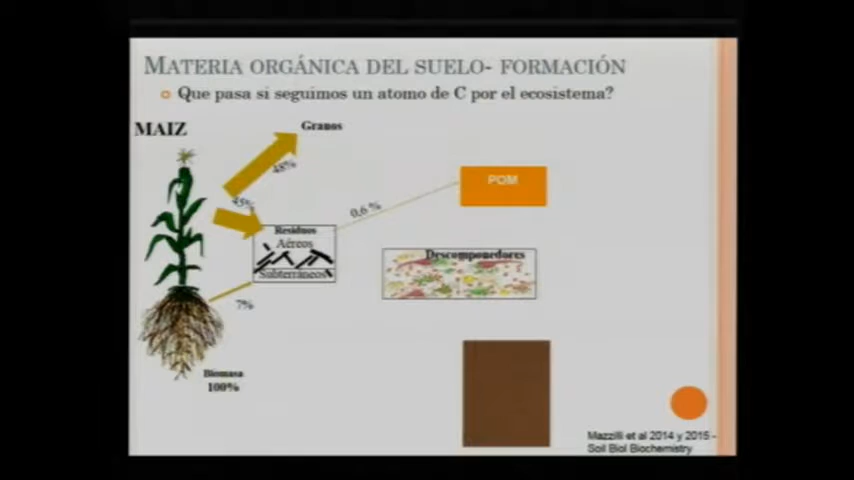 MATERIA ORGÁNICA DEL SUELO- FORMACIÓN
Que pasa si seguimos un atomo de C por el ecosistema?
MAIZ
Granos
48%
45%
Residuos
Aéreos
Subterráneos
7%
0,6 %
POM
Descomponedores
Biomasa
100%
Mazzilli et al 2014 y 2015 -
Soil Biol Biochemistry